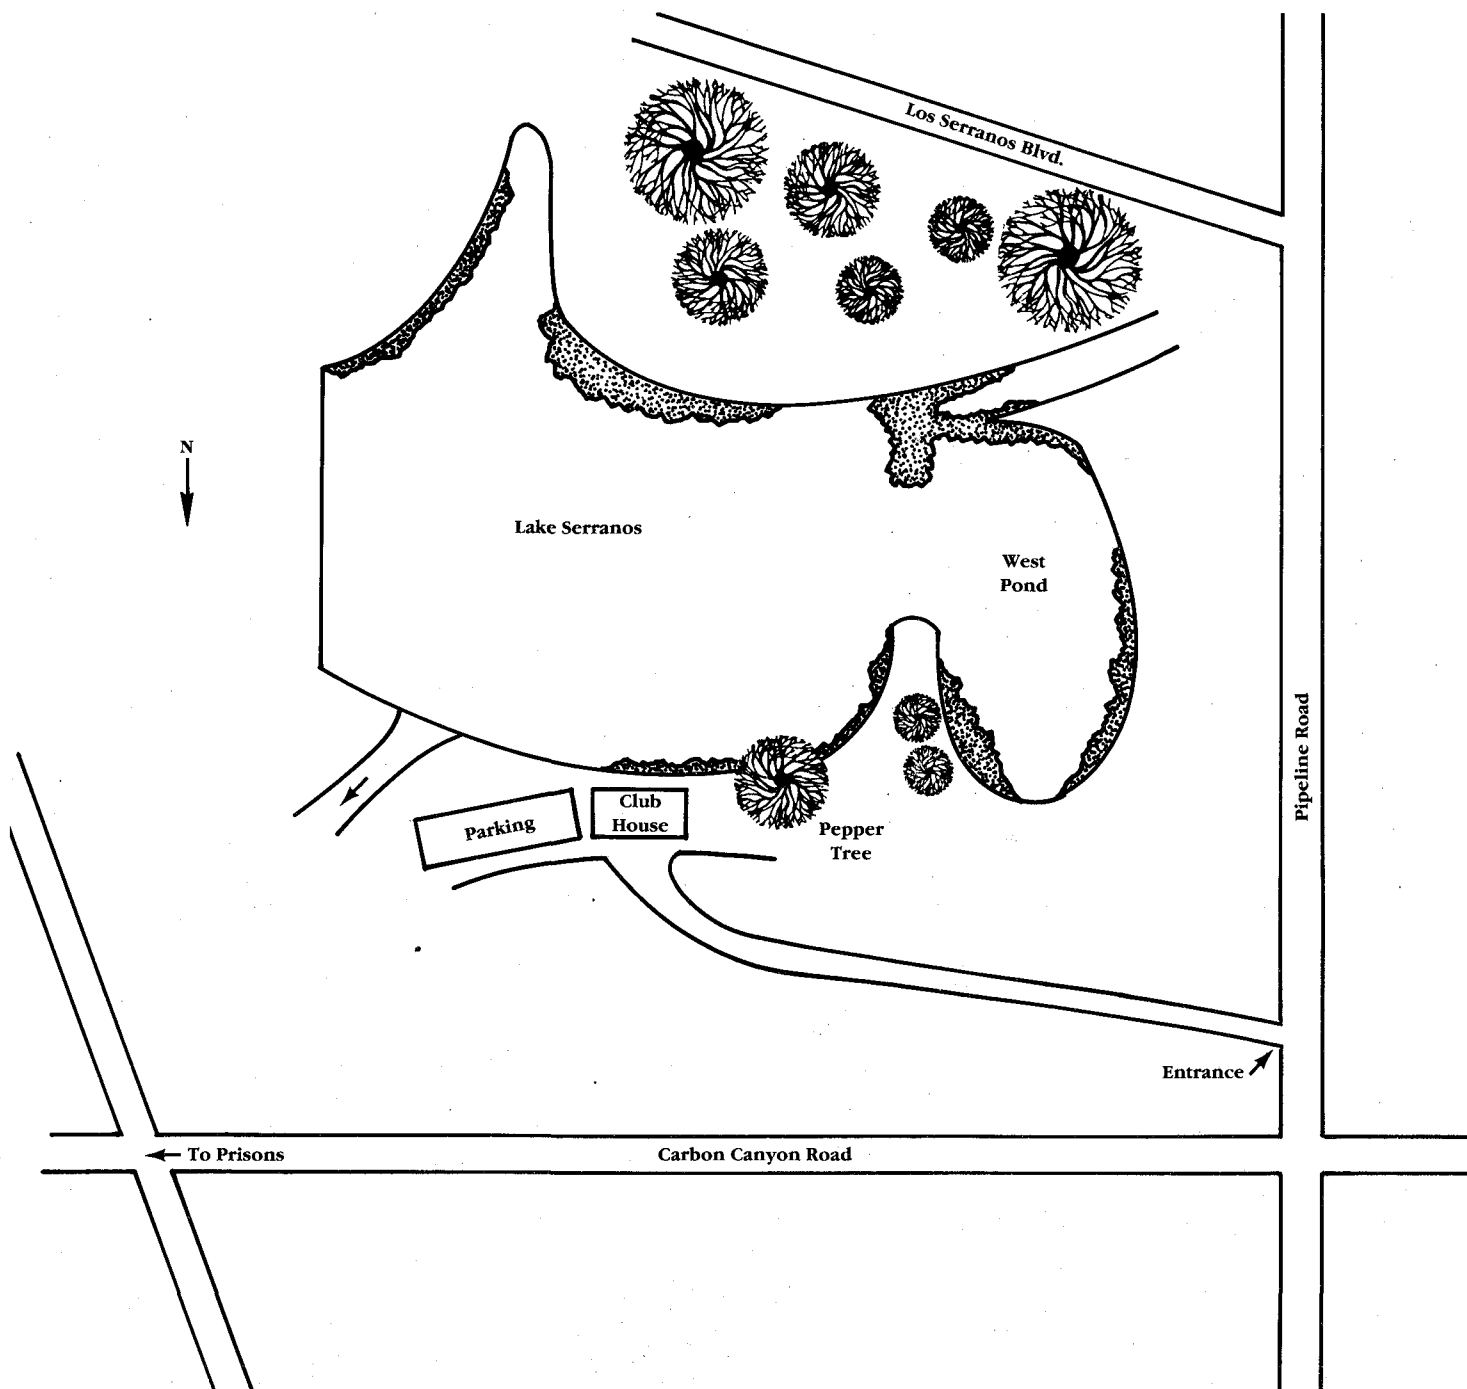 Los Serranos Blvd.
N
Lake Serranos
West
Pond
Pipeline Road
Club
House
Parking
Pepper
Tree
Entrance
To Prisons
Carbon Canyon Road